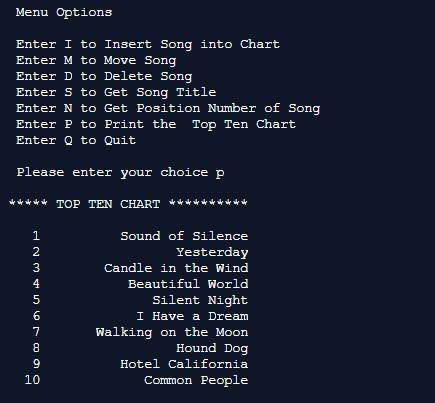 Menu Options
Enter I to Insert Song into Chart
Enter M to Move Song
Enter D to Delete Song
Enter S to Get Song Title
Enter N to Get Position Number of Song
Enter P to Print the  Top Ten Chart
Enter Q to Quit
Please enter your choice p
***** TOP TEN CHART **********
1 Sound of Silence
2 Yesterday
3 Candle in the Wind
4 Beautiful World
5 Silent Night
6 I Have a Dream
7 Walking on the Moon
8 Hound Dog
9 Hotel California
10 Common People